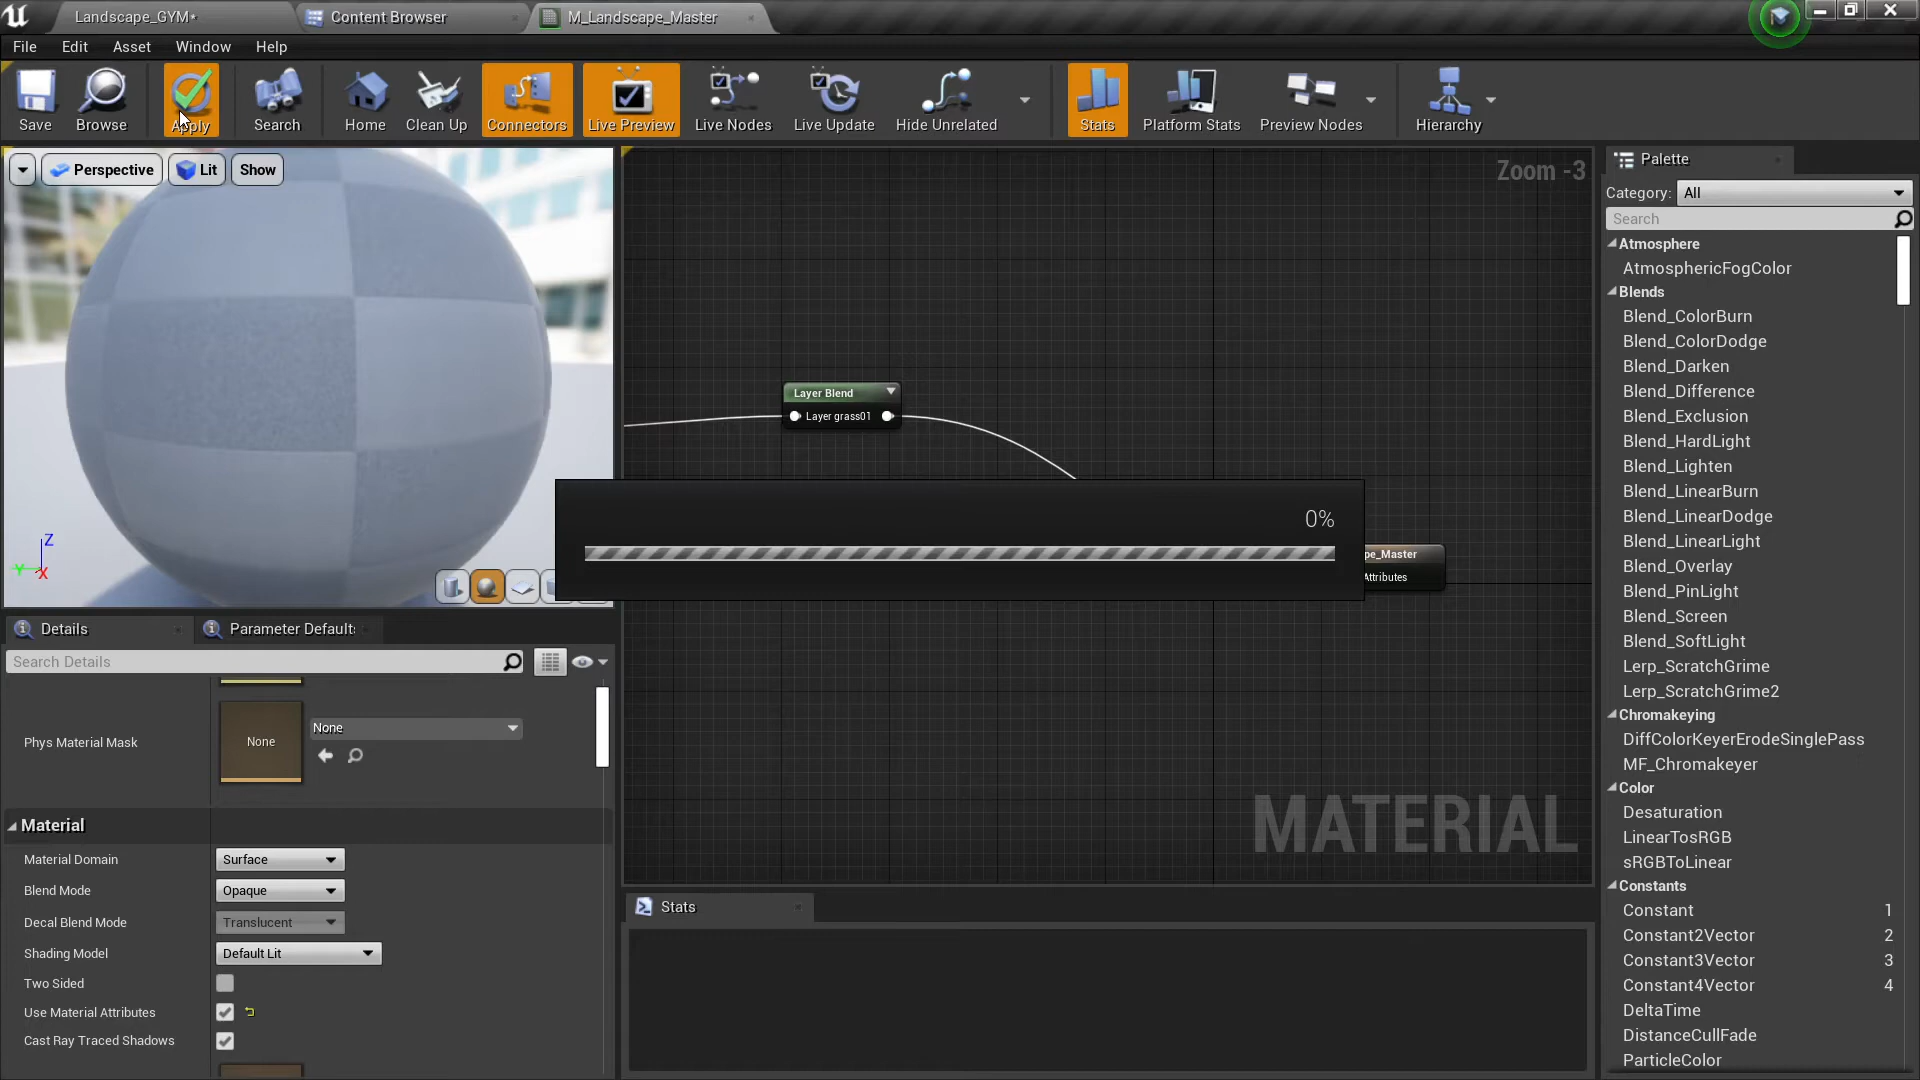 Landscape_GYM*
Content Browser
M_Landscape_Master
File
Edit
Asset
Window
Help
Save
Browse
Apply
Search
Home
Clean Up
Connectors
Live Preview
Live Nodes
Live Update
Hide Unrelated
Stats
Platform Stats
Preview Nodes
Hierarchy
Perspective
Lit
Show
Zoom -3
Palette
Category:
All
Search
Atmosphere
AtmosphericFogColor
Blends
Blend_ColorBurn
Blend_ColorDodge
Blend_Darken
Blend_Difference
Blend_Exclusion
Blend_HardLight
Blend_Lighten
Blend_LinearBurn
Blend_LinearDodge
Blend_LinearLight
Blend_Overlay
Blend_PinLight
Blend_Screen
Blend_SoftLight
Lerp_ScratchGrime
Lerp_ScratchGrime2
Chromakeying
DiffColorKeyerErodeSinglePass
MF_Chromakeyer
Color
Desaturation
LinearTosRGB
sRGBToLinear
Constants
Constant 1
Constant2Vector 2
Constant3Vector 3
Constant4Vector 4
DeltaTime
DistanceCullFade
ParticleColor
Layer Blend
Layer grass01
0%
pe_Master
Attributes
MATERIAL
Z
Y
X
Details
Parameter Default
Search Details
Phys Material Mask
None
None
Material
Material Domain
Surface
Blend Mode
Opaque
Decal Blend Mode
Translucent
Shading Model
Default Lit
Two Sided
Use Material Attributes
Cast Ray Traced Shadows
Stats